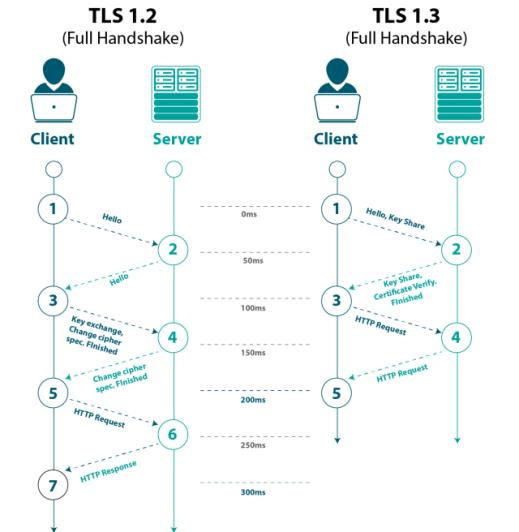 TLS 1.2
(Full Handshake)
TLS 1.3
(Full Handshake)
Client
Server
Client
Server
1
Hello
2
Hello
3
Key exchange,
Change cipher
spec. FInished
4
Change cipher
spec. FInished
5
HTTP Request
6
HTTP Response
7
0ms
50ms
100ms
150ms
200ms
250ms
300ms
1
Hello, Key Share
2
Key Share,
Certificate Verify,
FInished
3
HTTP Request
4
HTTP Request
5